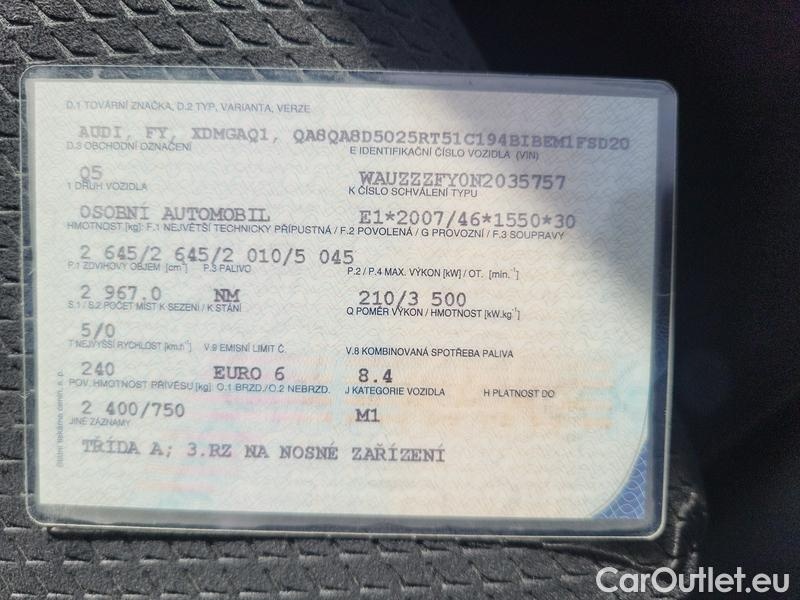 D.1 TOVÁRNÍ ZNAČKA, D.2 TYP, VARIANTA, VERZE
AUDI, FY, XDMGAQ1, QA8QA8D5025RT51C194BIBEM1FSD20
D.3 OBCHODNÍ OZNAČENÍ E IDENTIFIKAČNÍ ČÍSLO VOZIDLA (VIN)
Q5 WAUZZZFY0N2035757
1 DRUH VOZIDLA K ČÍSLO SCHVÁLENÍ TYPU
OSOBNÍ AUTOMOBIL E1*2007/46*1550*30
HMOTNOST [kg]: F.1 NEJVĚTŠÍ TECHNICKY PŘÍPUSTNÁ / F.2 POVOLENÁ / G PROVOZNÍ / F.3 SOUPRAVY
2 645/2 645/2 010/5 045
P.1 ZDVIHOVÝ OBJEM [cm³] P.3 PALIVO P.2 / P.4 MAX. VÝKON [kW] / OT. [min.⁻¹]
2 967.0 NM 210/3 500
S.1 / S.2 POČET MÍST K SEZENÍ / K STÁNÍ Q POMĚR VÝKON / HMOTNOST [kW.kg⁻¹]
5/0
T NEJVYŠŠÍ RYCHLOST [km.h⁻¹] V.9 EMISNÍ LIMIT Č. V.8 KOMBINOVANÁ SPOTŘEBA PALIVA
240 EURO 6 8.4
POV. HMOTNOST PŘÍVĚSU [kg]: O.1 BRZD./O.2 NEBRZD. J KATEGORIE VOZIDLA H PLATNOST DO
2 400/750 M1
JINÉ ZÁZNAMY
TŘÍDA A; 3.RZ NA NOSNÉ ZAŘÍZENÍ
CarOutlet.eu